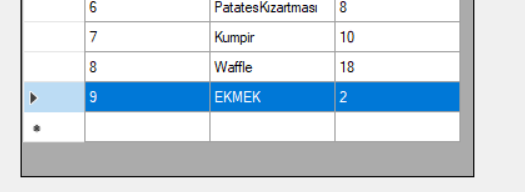 6 PatatesKızartması 8
7 Kumpir 10
8 Waffle 18
9 EKMEK 2